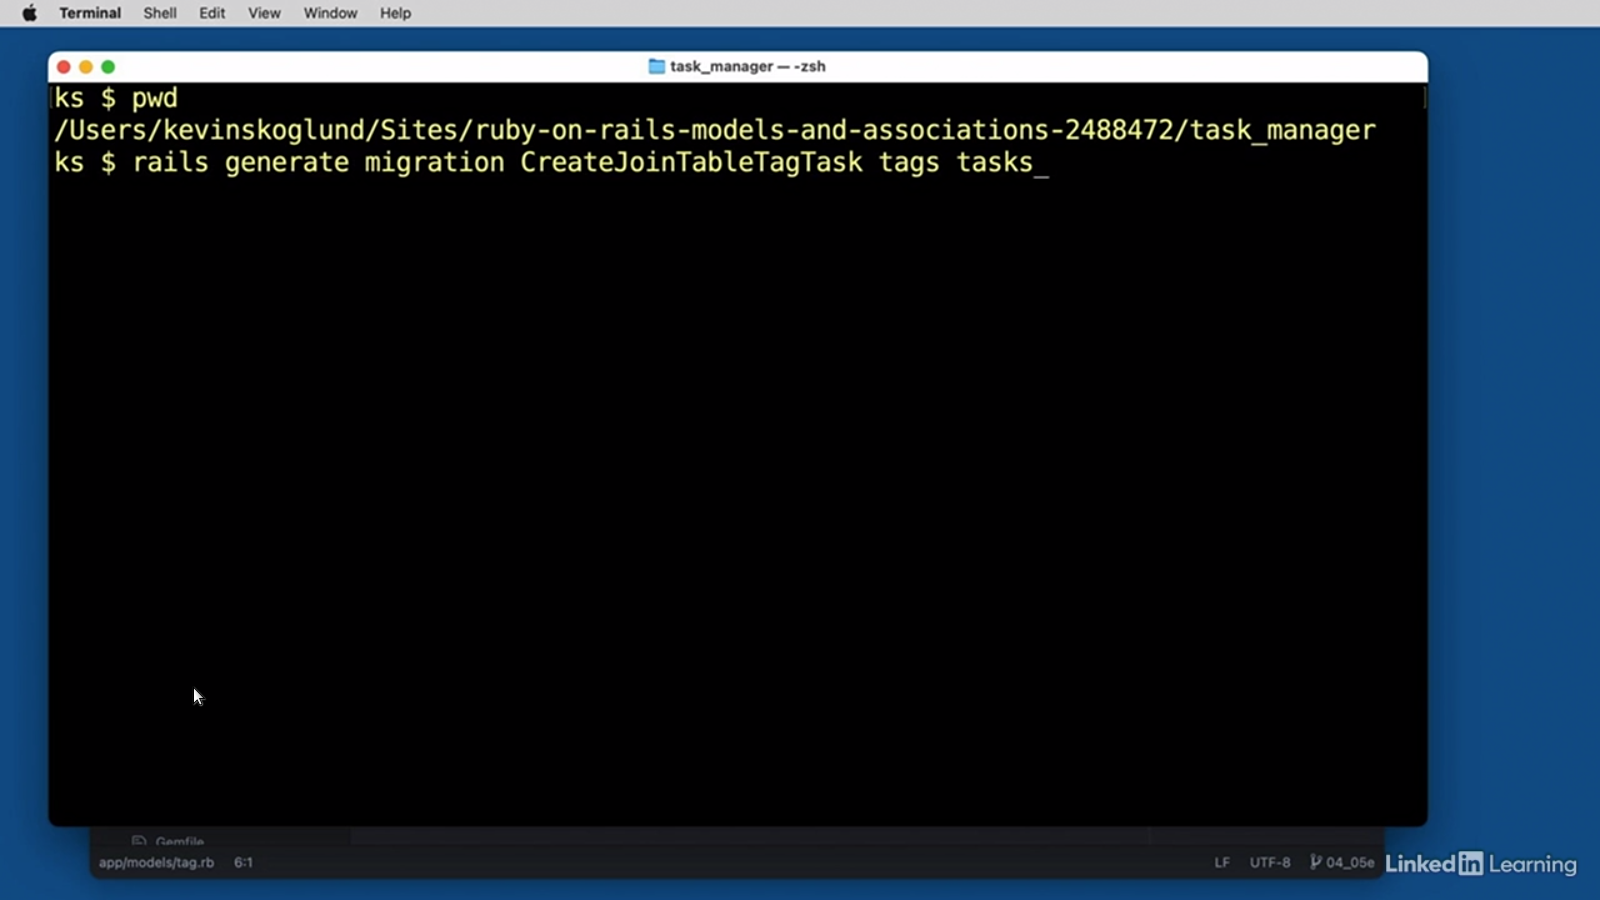 Terminal Shell Edit View Window Help
task_manager — -zsh
ks $ pwd
/Users/kevinskoglund/Sites/ruby-on-rails-models-and-associations-2488472/task_manager
ks $ rails generate migration CreateJoinTableTagTask tags tasks_
Gemfile
app/models/tag.rb 6:1 LF UTF-8 04_05e
LinkedIn Learning